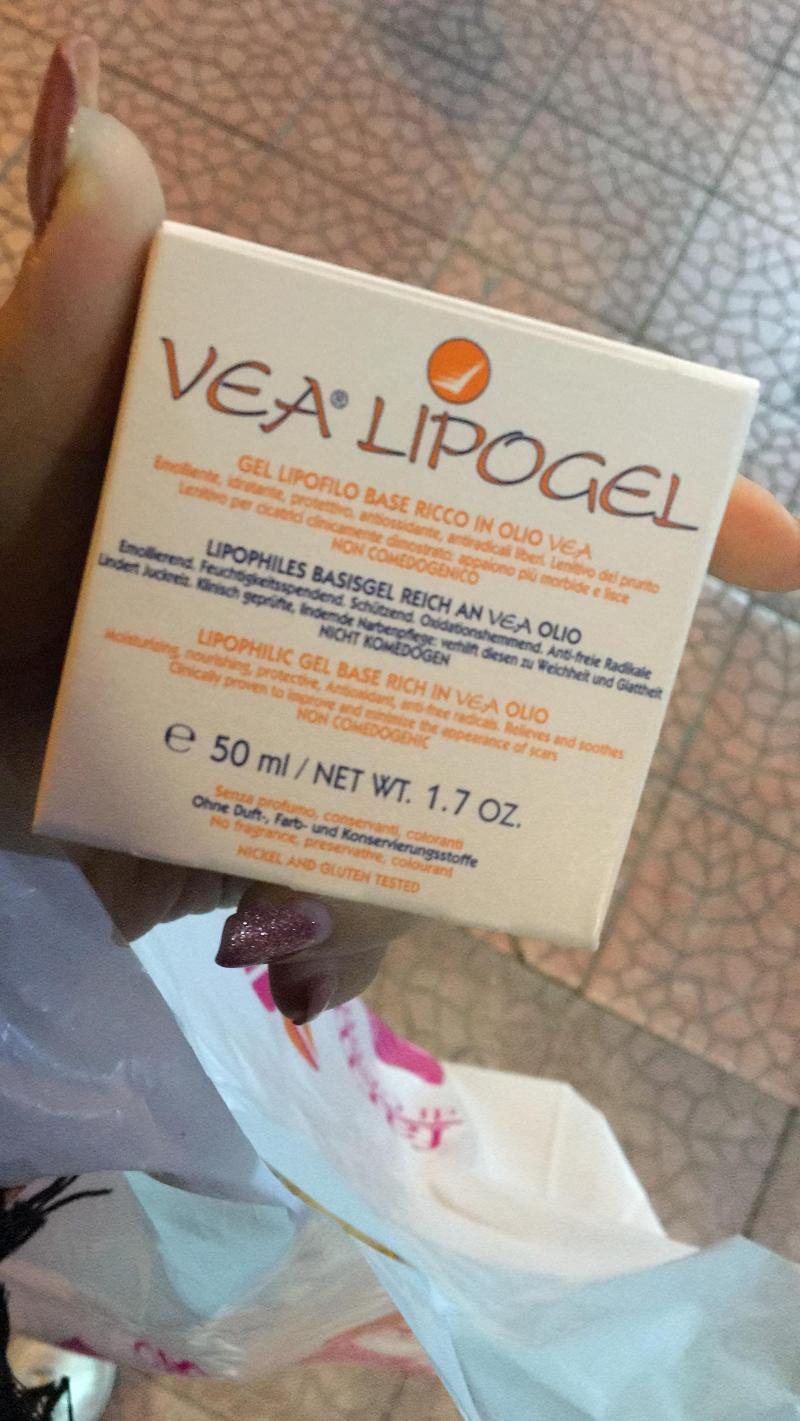 VEA® LIPOGEL
GEL LIPOFILO BASE RICCO IN OLIO VEA
Emolliente, idratante, protettivo, antiossidante, antiradicali liberi. Lenitivo del prurito
Lenitivo per cicatrici clinicamente dimostrato: appaiono più morbide e lisce
NON COMEDOGENICO
LIPOPHILES BASISGEL REICH AN VEA OLIO
Emollierend. Feuchtigkeitsspendend. Schützend. Oxidationshemmend. Anti-freie Radikale
Lindert Juckreiz. Klinisch geprüfte, lindernde Narbenpflege: verhilft diesen zu Weichheit und Glattheit
NICHT KOMEDOGEN
LIPOPHILIC GEL BASE RICH IN VEA OLIO
Moisturising, nourishing, protective, Antioxidant, anti-free radicals. Relieves and soothes
Clinically proven to improve and minimize the appearance of scars
NON COMEDOGENIC
℮ 50 ml / NET WT. 1.7 OZ.
Senza profumo, conservanti, coloranti
Ohne Duft-, Farb- und Konservierungsstoffe
No fragrance, preservative, colourant
NICKEL AND GLUTEN TESTED